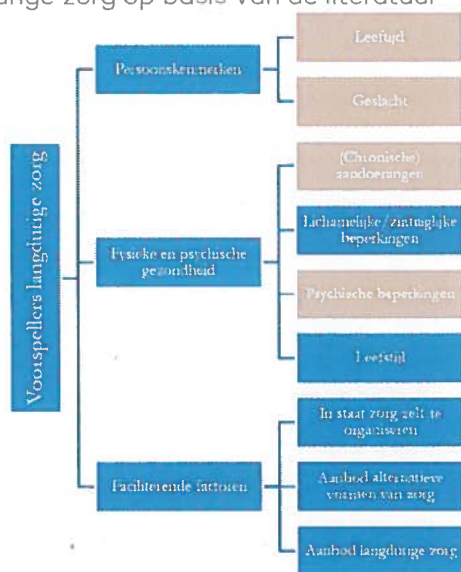 langdurige zorg op basis van de literatuur
Voorspellers langdurige zorg
Persoonskenmerken
Leeftijd
Geslacht
Fysieke en psychische
gezondheid
(Chronische)
aandoeningen
Lichamelijke/zintuiglijke
beperkingen
Psychische beperkingen
Leefstijl
Faciliterende factoren
In staat zorg zelf te
organiseren
Aanbod alternatieve
vormen van zorg
Aanbod langdurige zorg